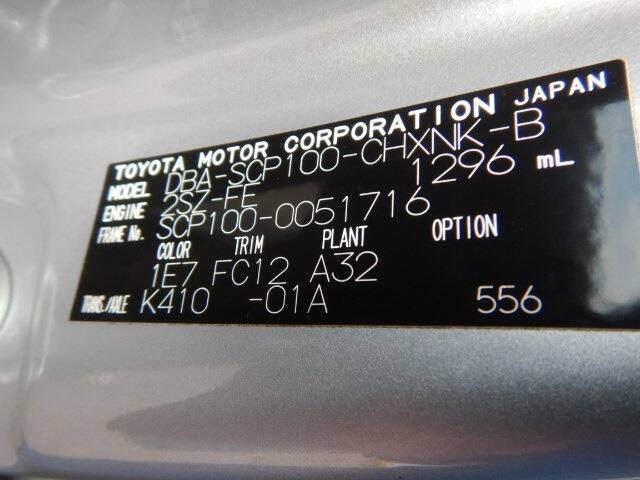 TOYOTA MOTOR CORPORATION JAPAN
MODEL DBA-SCP100-CHXNK-B
ENGINE 2SZ-FE 1296 mL
FRAME No. SCP100-0051716
COLOR TRIM PLANT OPTION
1E7 FC12 A32
TRANS./AXLE K410 -01A 556